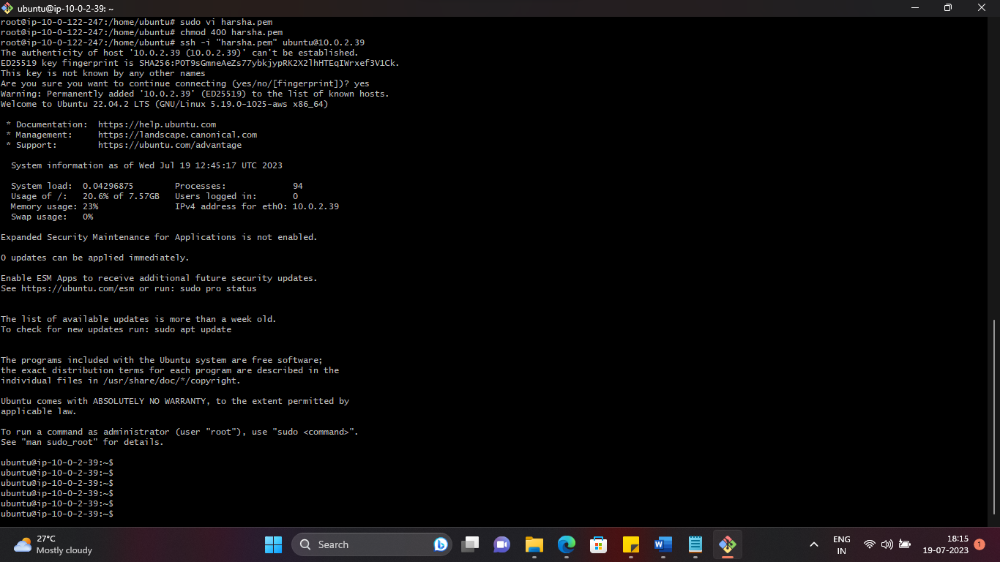 ubuntu@ip-10-0-2-39: ~
root@ip-10-0-122-247:/home/ubuntu# sudo vi harsha.pem
root@ip-10-0-122-247:/home/ubuntu# chmod 400 harsha.pem
root@ip-10-0-122-247:/home/ubuntu# ssh -i "harsha.pem" ubuntu@10.0.2.39
The authenticity of host '10.0.2.39 (10.0.2.39)' can't be established.
ED25519 key fingerprint is SHA256:POT9sGmneAeZs77ybkjypRK2X2lhHTEqIWrxef3V1Ck.
This key is not known by any other names
Are you sure you want to continue connecting (yes/no/[fingerprint])? yes
Warning: Permanently added '10.0.2.39' (ED25519) to the list of known hosts.
Welcome to Ubuntu 22.04.2 LTS (GNU/Linux 5.19.0-1025-aws x86_64)
* Documentation:  https://help.ubuntu.com
* Management:     https://landscape.canonical.com
* Support:        https://ubuntu.com/advantage
System information as of Wed Jul 19 12:45:17 UTC 2023
System load:  0.04296875        Processes:             94
Usage of /:   20.6% of 7.57GB   Users logged in:       0
Memory usage: 23%               IPv4 address for eth0: 10.0.2.39
Swap usage:   0%
Expanded Security Maintenance for Applications is not enabled.
0 updates can be applied immediately.
Enable ESM Apps to receive additional future security updates.
See https://ubuntu.com/esm or run: sudo pro status
The list of available updates is more than a week old.
To check for new updates run: sudo apt update
The programs included with the Ubuntu system are free software;
the exact distribution terms for each program are described in the
individual files in /usr/share/doc/*/copyright.
Ubuntu comes with ABSOLUTELY NO WARRANTY, to the extent permitted by
applicable law.
To run a command as administrator (user "root"), use "sudo <command>".
See "man sudo_root" for details.
ubuntu@ip-10-0-2-39:~$
ubuntu@ip-10-0-2-39:~$
ubuntu@ip-10-0-2-39:~$
ubuntu@ip-10-0-2-39:~$
ubuntu@ip-10-0-2-39:~$
ubuntu@ip-10-0-2-39:~$
27°C
Mostly cloudy
Search
ENG
IN
18:15
19-07-2023
1